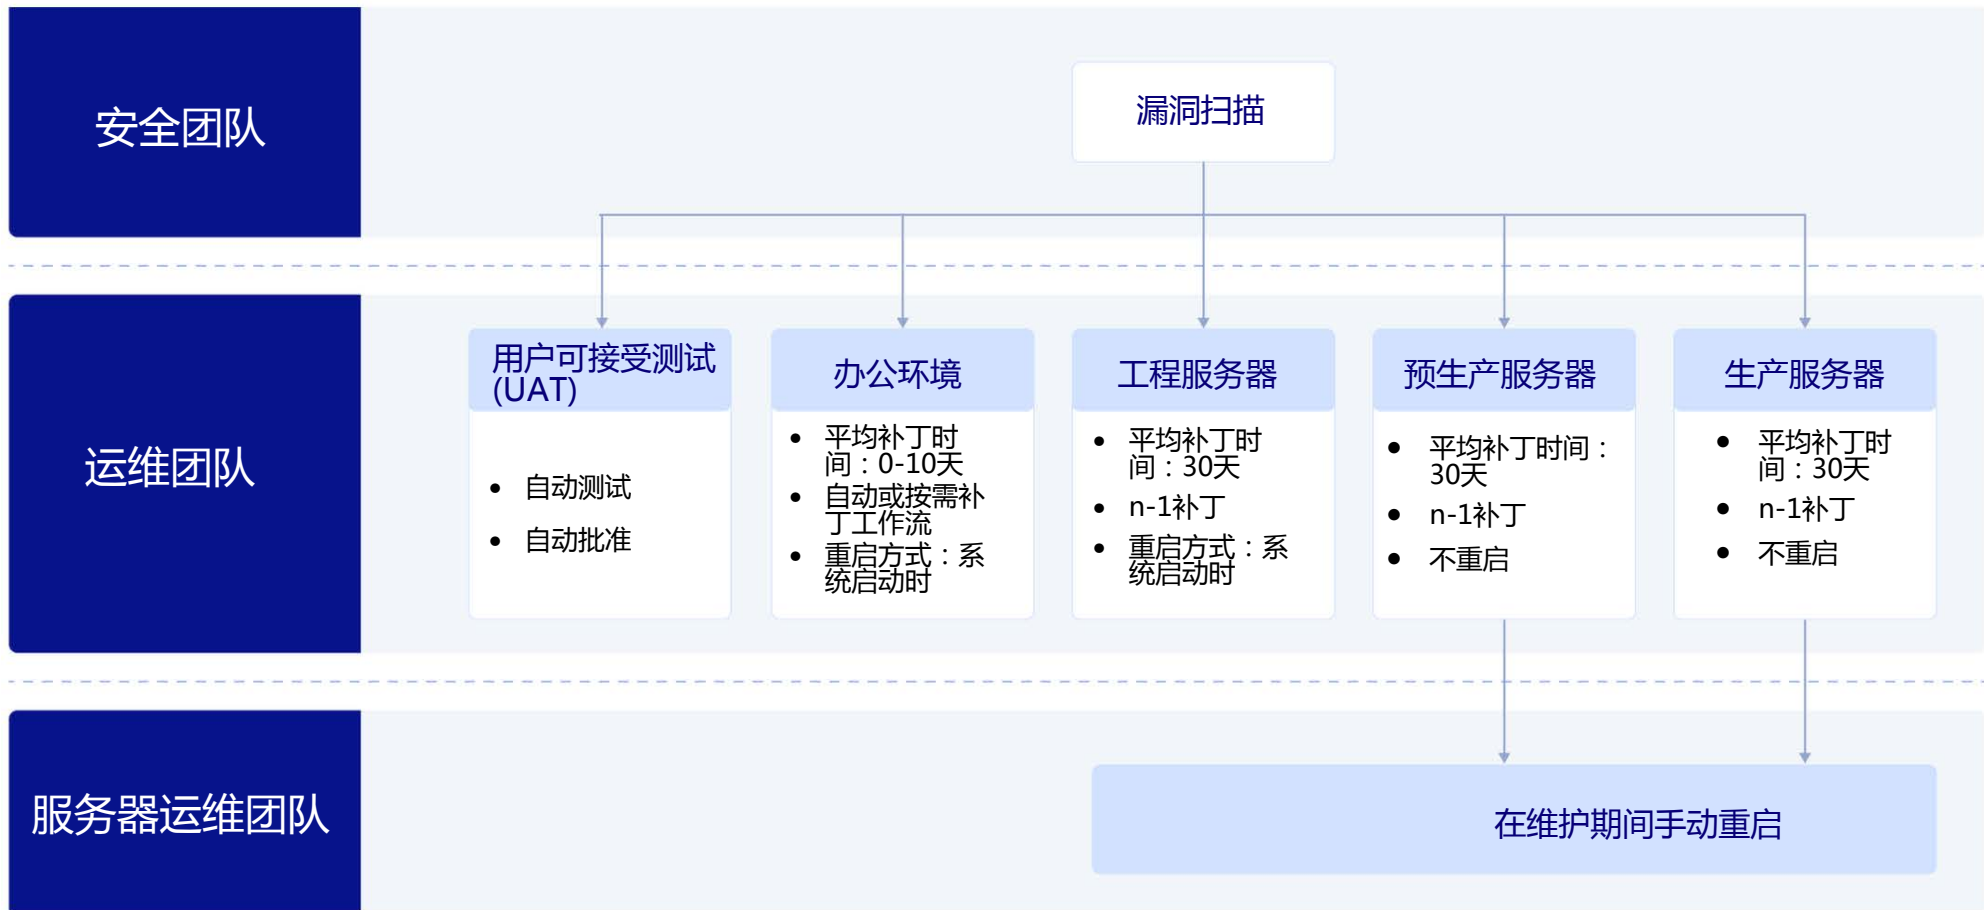 安全团队
漏洞扫描
运维团队
用户可接受测试
(UAT)
• 自动测试
• 自动批准
办公环境
• 平均补丁时
间：0-10天
• 自动或按需补
丁工作流
• 重启方式：系
统启动时
工程服务器
• 平均补丁时
间：30天
• n-1补丁
• 重启方式：系
统启动时
预生产服务器
• 平均补丁时间：
30天
• n-1补丁
• 不重启
生产服务器
• 平均补丁时
间：30天
• n-1补丁
• 不重启
服务器运维团队
在维护期间手动重启